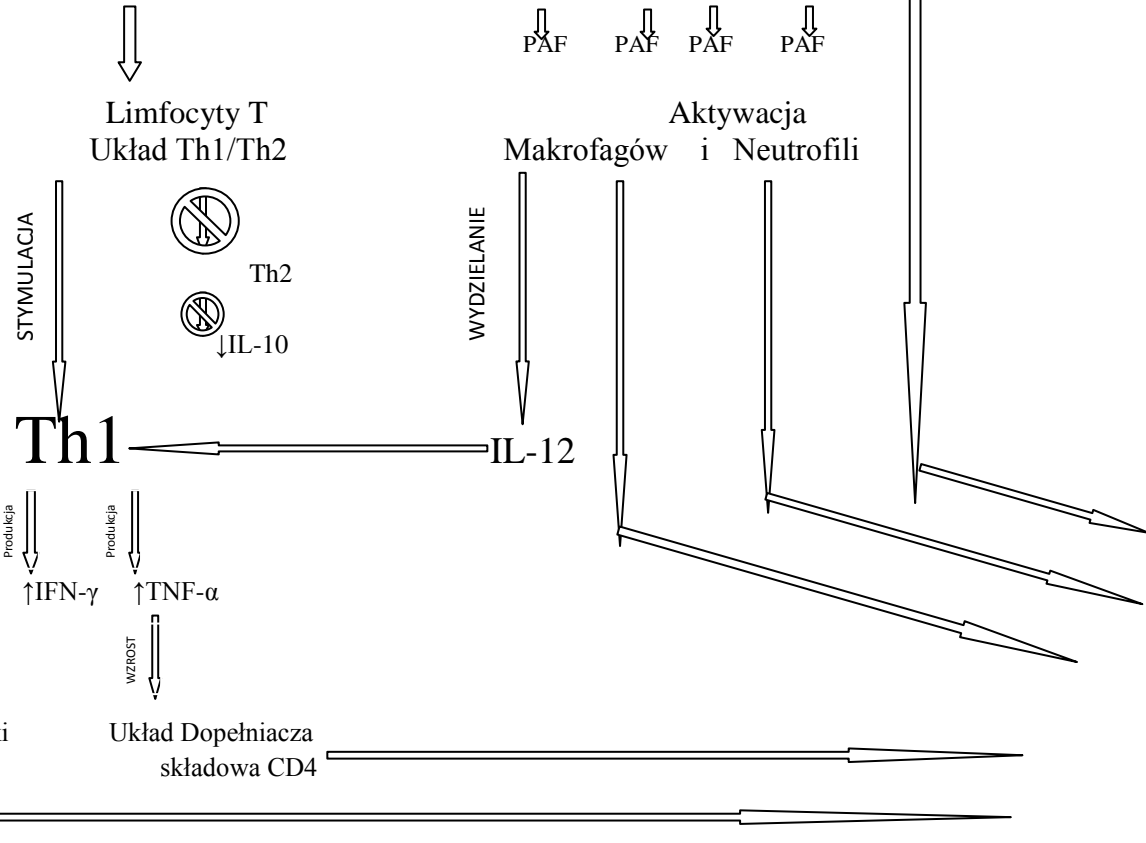 PAF PAF PAF PAF
Limfocyty T
Układ Th1/Th2
Aktywacja
Makrofagów i Neutrofili
STYMULACJA
Th2
↓IL-10
WYDZIELANIE
Th1
IL-12
Produkcja
Produkcja
↑IFN-γ
↑TNF-α
WZROST
Układ Dopełniacza
składowa CD4